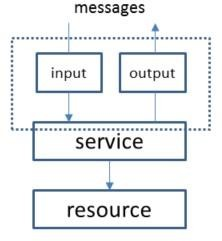 messages
input output
service
resource